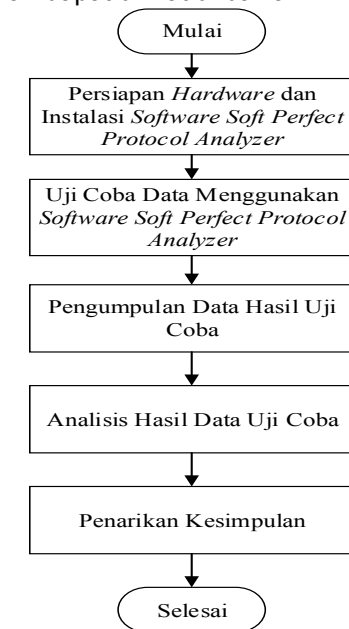 Mulai
Persiapan Hardware dan
Instalasi Software Soft Perfect
Protocol Analyzer
Uji Coba Data Menggunakan
Software Soft Perfect Protocol
Analyzer
Pengumpulan Data Hasil Uji
Coba
Analisis Hasil Data Uji Coba
Penarikan Kesimpulan
Selesai